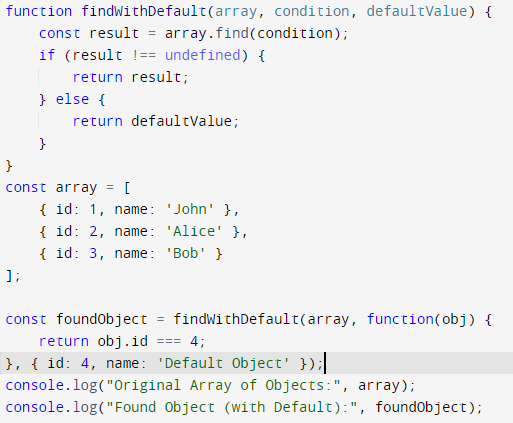 function findWithDefault(array, condition, defaultValue) {
    const result = array.find(condition);
    if (result !== undefined) {
        return result;
    } else {
        return defaultValue;
    }
}
const array = [
    { id: 1, name: 'John' },
    { id: 2, name: 'Alice' },
    { id: 3, name: 'Bob' }
];

const foundObject = findWithDefault(array, function(obj) {
    return obj.id === 4;
}, { id: 4, name: 'Default Object' });
console.log("Original Array of Objects:", array);
console.log("Found Object (with Default):", foundObject);